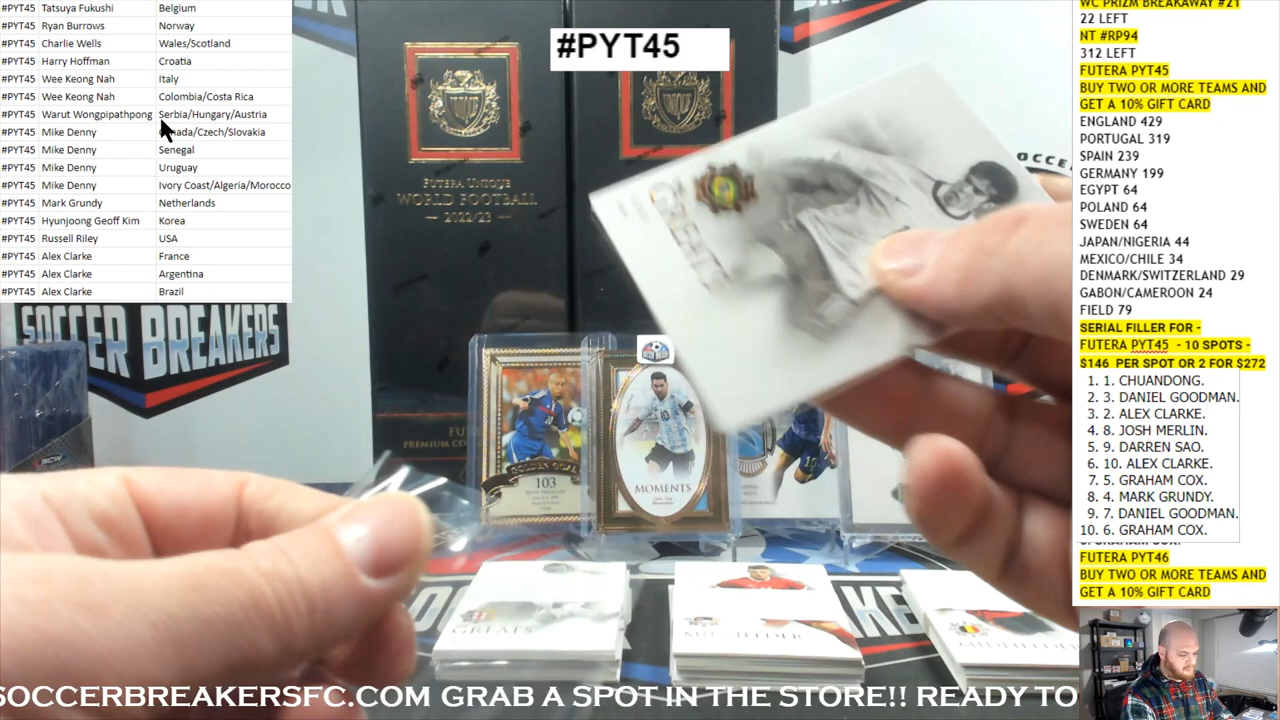 #PYT45 Tatsuya Fukushi Belgium
#PYT45 Ryan Burrows Norway
#PYT45 Charlie Wells Wales/Scotland
#PYT45 Harry Hoffman Croatia
#PYT45 Wee Keong Nah Italy
#PYT45 Wee Keong Nah Colombia/Costa Rica
#PYT45 Warut Wongpipathpong Serbia/Hungary/Austria
#PYT45 Mike Denny nada/Czech/Slovakia
#PYT45 Mike Denny Senegal
#PYT45 Mike Denny Uruguay
#PYT45 Mike Denny Ivory Coast/Algeria/Morocco
#PYT45 Mark Grundy Netherlands
#PYT45 Hyunjoong Geoff Kim Korea
#PYT45 Russell Riley USA
#PYT45 Alex Clarke France
#PYT45 Alex Clarke Argentina
#PYT45 Alex Clarke Brazil
#PYT45
UNIQUE
FUTERA UNIQUE
WORLD FOOTBALL
2022/23
SOCCER BREAKERS
SOCCE
GOLDEN GOAL
103
10
MOMENTS
GREATS
WC PRIZM BREAKAWAY #21
22 LEFT
NT #RP94
312 LEFT
FUTERA PYT45
BUY TWO OR MORE TEAMS AND
GET A 10% GIFT CARD
ENGLAND 429
PORTUGAL 319
SPAIN 239
GERMANY 199
EGYPT 64
POLAND 64
SWEDEN 64
JAPAN/NIGERIA 44
MEXICO/CHILE 34
DENMARK/SWITZERLAND 29
GABON/CAMEROON 24
FIELD 79
SERIAL FILLER FOR -
FUTERA PYT45 - 10 SPOTS -
$146 PER SPOT OR 2 FOR $272
1. 1. CHUANDONG.
2. 3. DANIEL GOODMAN.
3. 2. ALEX CLARKE.
4. 8. JOSH MERLIN.
5. 9. DARREN SAO.
6. 10. ALEX CLARKE.
7. 5. GRAHAM COX.
8. 4. MARK GRUNDY.
9. 7. DANIEL GOODMAN.
10. 6. GRAHAM COX.
FUTERA PYT46
BUY TWO OR MORE TEAMS AND
GET A 10% GIFT CARD
SOCCERBREAKERSFC.COM GRAB A SPOT IN THE STORE!! READY TO